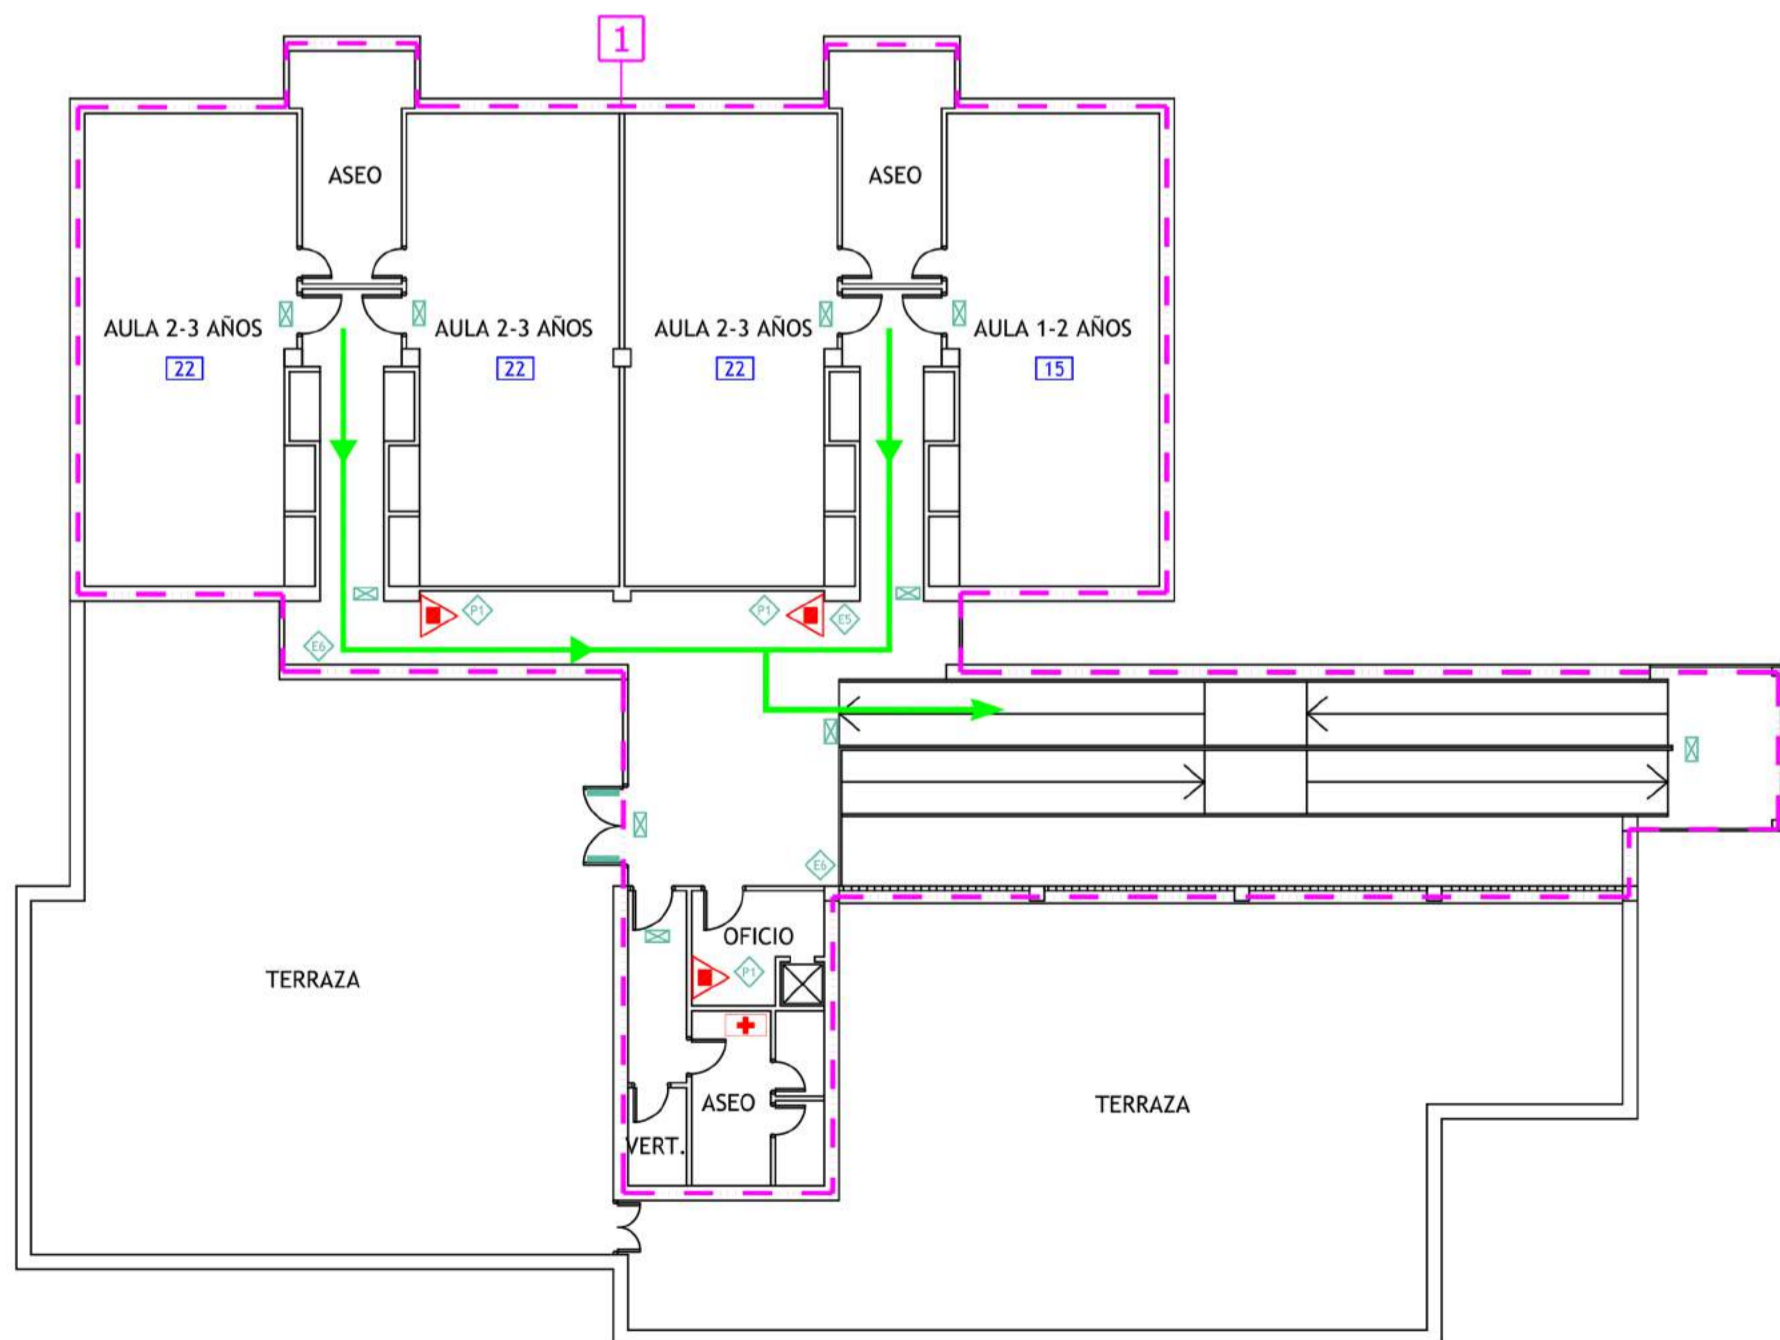 1
ASEO
ASEO
AULA 2-3 AÑOS
AULA 2-3 AÑOS
AULA 2-3 AÑOS
AULA 1-2 AÑOS
22
22
22
15
P1
P1
E5
E6
E6
OFICIO
P1
TERRAZA
ASEO
TERRAZA
VERT.